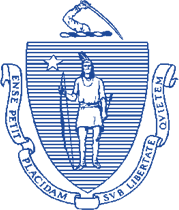 ENSE PETIT
PLACIDAM
SVB LIBERTATE
QVIETEM